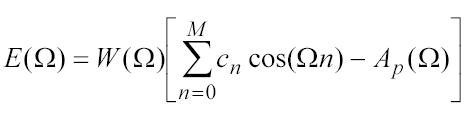 E(Ω) = W(Ω)[∑_{n=0}^{M} c_n cos(Ωn) − A_p(Ω)]